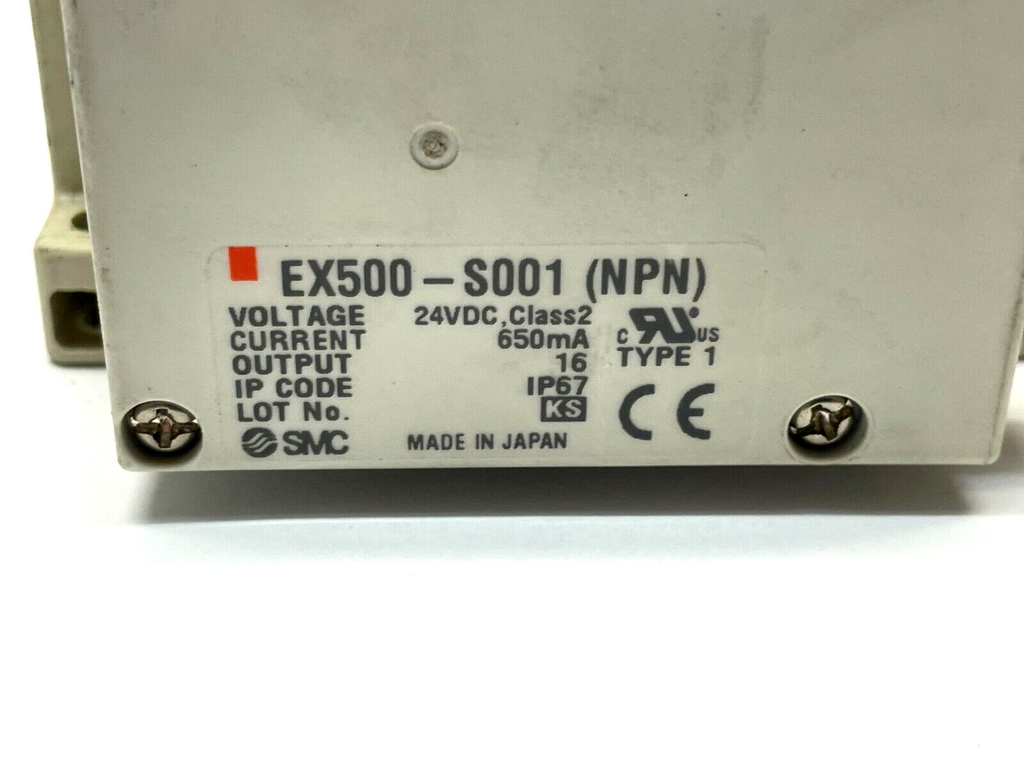 EX500-S001 (NPN)
VOLTAGE 24VDC,Class2
CURRENT 650mA
OUTPUT 16
IP CODE IP67
LOT No. KS
C RU US
TYPE 1
CE
SMC MADE IN JAPAN